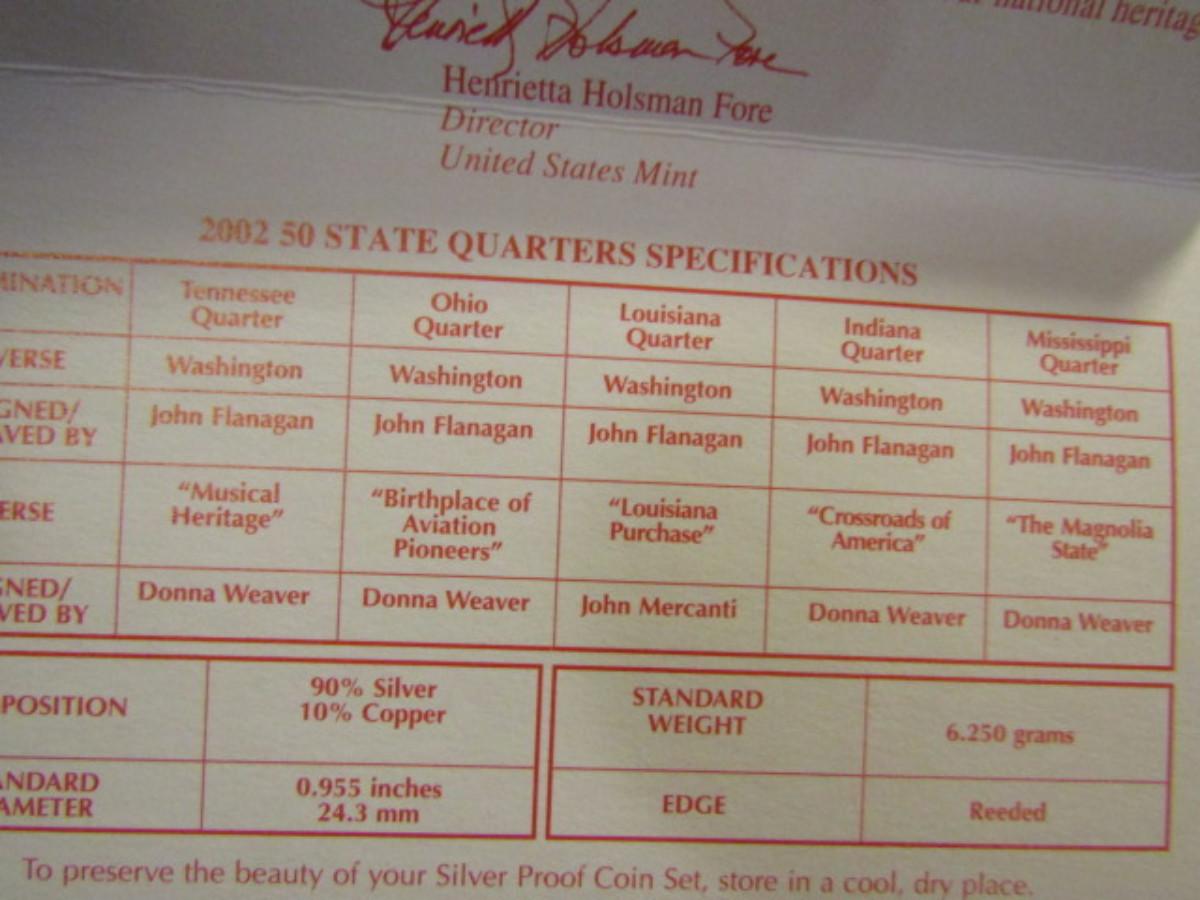 national heritag
Henrietta Holsman Fore
Henrietta Holsman Fore
Director
United States Mint
2002 50 STATE QUARTERS SPECIFICATIONS
MINATION Tennessee Quarter Ohio Quarter Louisiana Quarter Indiana Quarter Mississippi Quarter
VERSE Washington Washington Washington Washington Washington
GNED/ AVED BY John Flanagan John Flanagan John Flanagan John Flanagan John Flanagan
ERSE “Musical Heritage” “Birthplace of Aviation Pioneers” “Louisiana Purchase” “Crossroads of America” “The Magnolia State”
GNED/ VED BY Donna Weaver Donna Weaver John Mercanti Donna Weaver Donna Weaver
POSITION 90% Silver 10% Copper STANDARD WEIGHT 6.250 grams
NDARD AMETER 0.955 inches 24.3 mm EDGE Reeded
To preserve the beauty of your Silver Proof Coin Set, store in a cool, dry place.